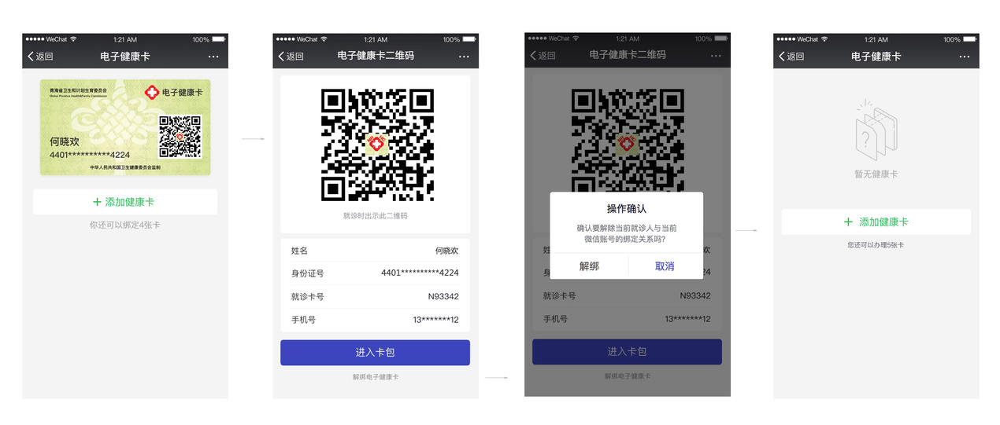 WeChat 1:21 AM 100%
返回 电子健康卡
青海省卫生和计划生育委员会
电子健康卡
何晓欢
4401**********4224
中华人民共和国卫生健康委员会监制
+ 添加健康卡
你还可以绑定4张卡
WeChat 1:21 AM 100%
返回 电子健康卡二维码
就诊时出示此二维码
姓名 何晓欢
身份证号 4401**********4224
就诊卡号 N93342
手机号 13*******12
进入卡包
解绑电子健康卡
WeChat 1:21 AM 100%
返回 电子健康卡二维码
操作确认
确认要解除当前就诊人与当前
微信账号的绑定关系吗?
解绑 取消
姓 欢
身 24
就诊卡号 N93342
手机号 13*******12
进入卡包
解绑电子健康卡
WeChat 1:21 AM 100%
返回 电子健康卡
?
暂无健康卡
+ 添加健康卡
您还可以办理5张卡